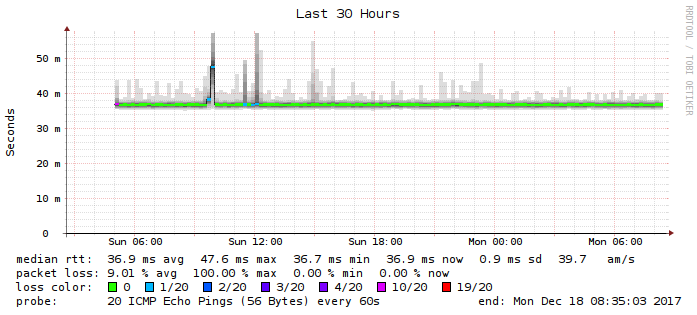 Last 30 Hours
RRDTOOL / TOBI OETIKER
Seconds
50 m
40 m
30 m
20 m
10 m
0
Sun 06:00 Sun 12:00 Sun 18:00 Mon 00:00 Mon 06:00
median rtt: 36.9 ms avg 47.6 ms max 36.7 ms min 36.9 ms now 0.9 ms sd 39.7 am/s
packet loss: 9.01 % avg 100.00 % max 0.00 % min 0.00 % now
loss color: 0 1/20 2/20 3/20 4/20 10/20 19/20
probe: 20 ICMP Echo Pings (56 Bytes) every 60s end: Mon Dec 18 08:35:03 2017